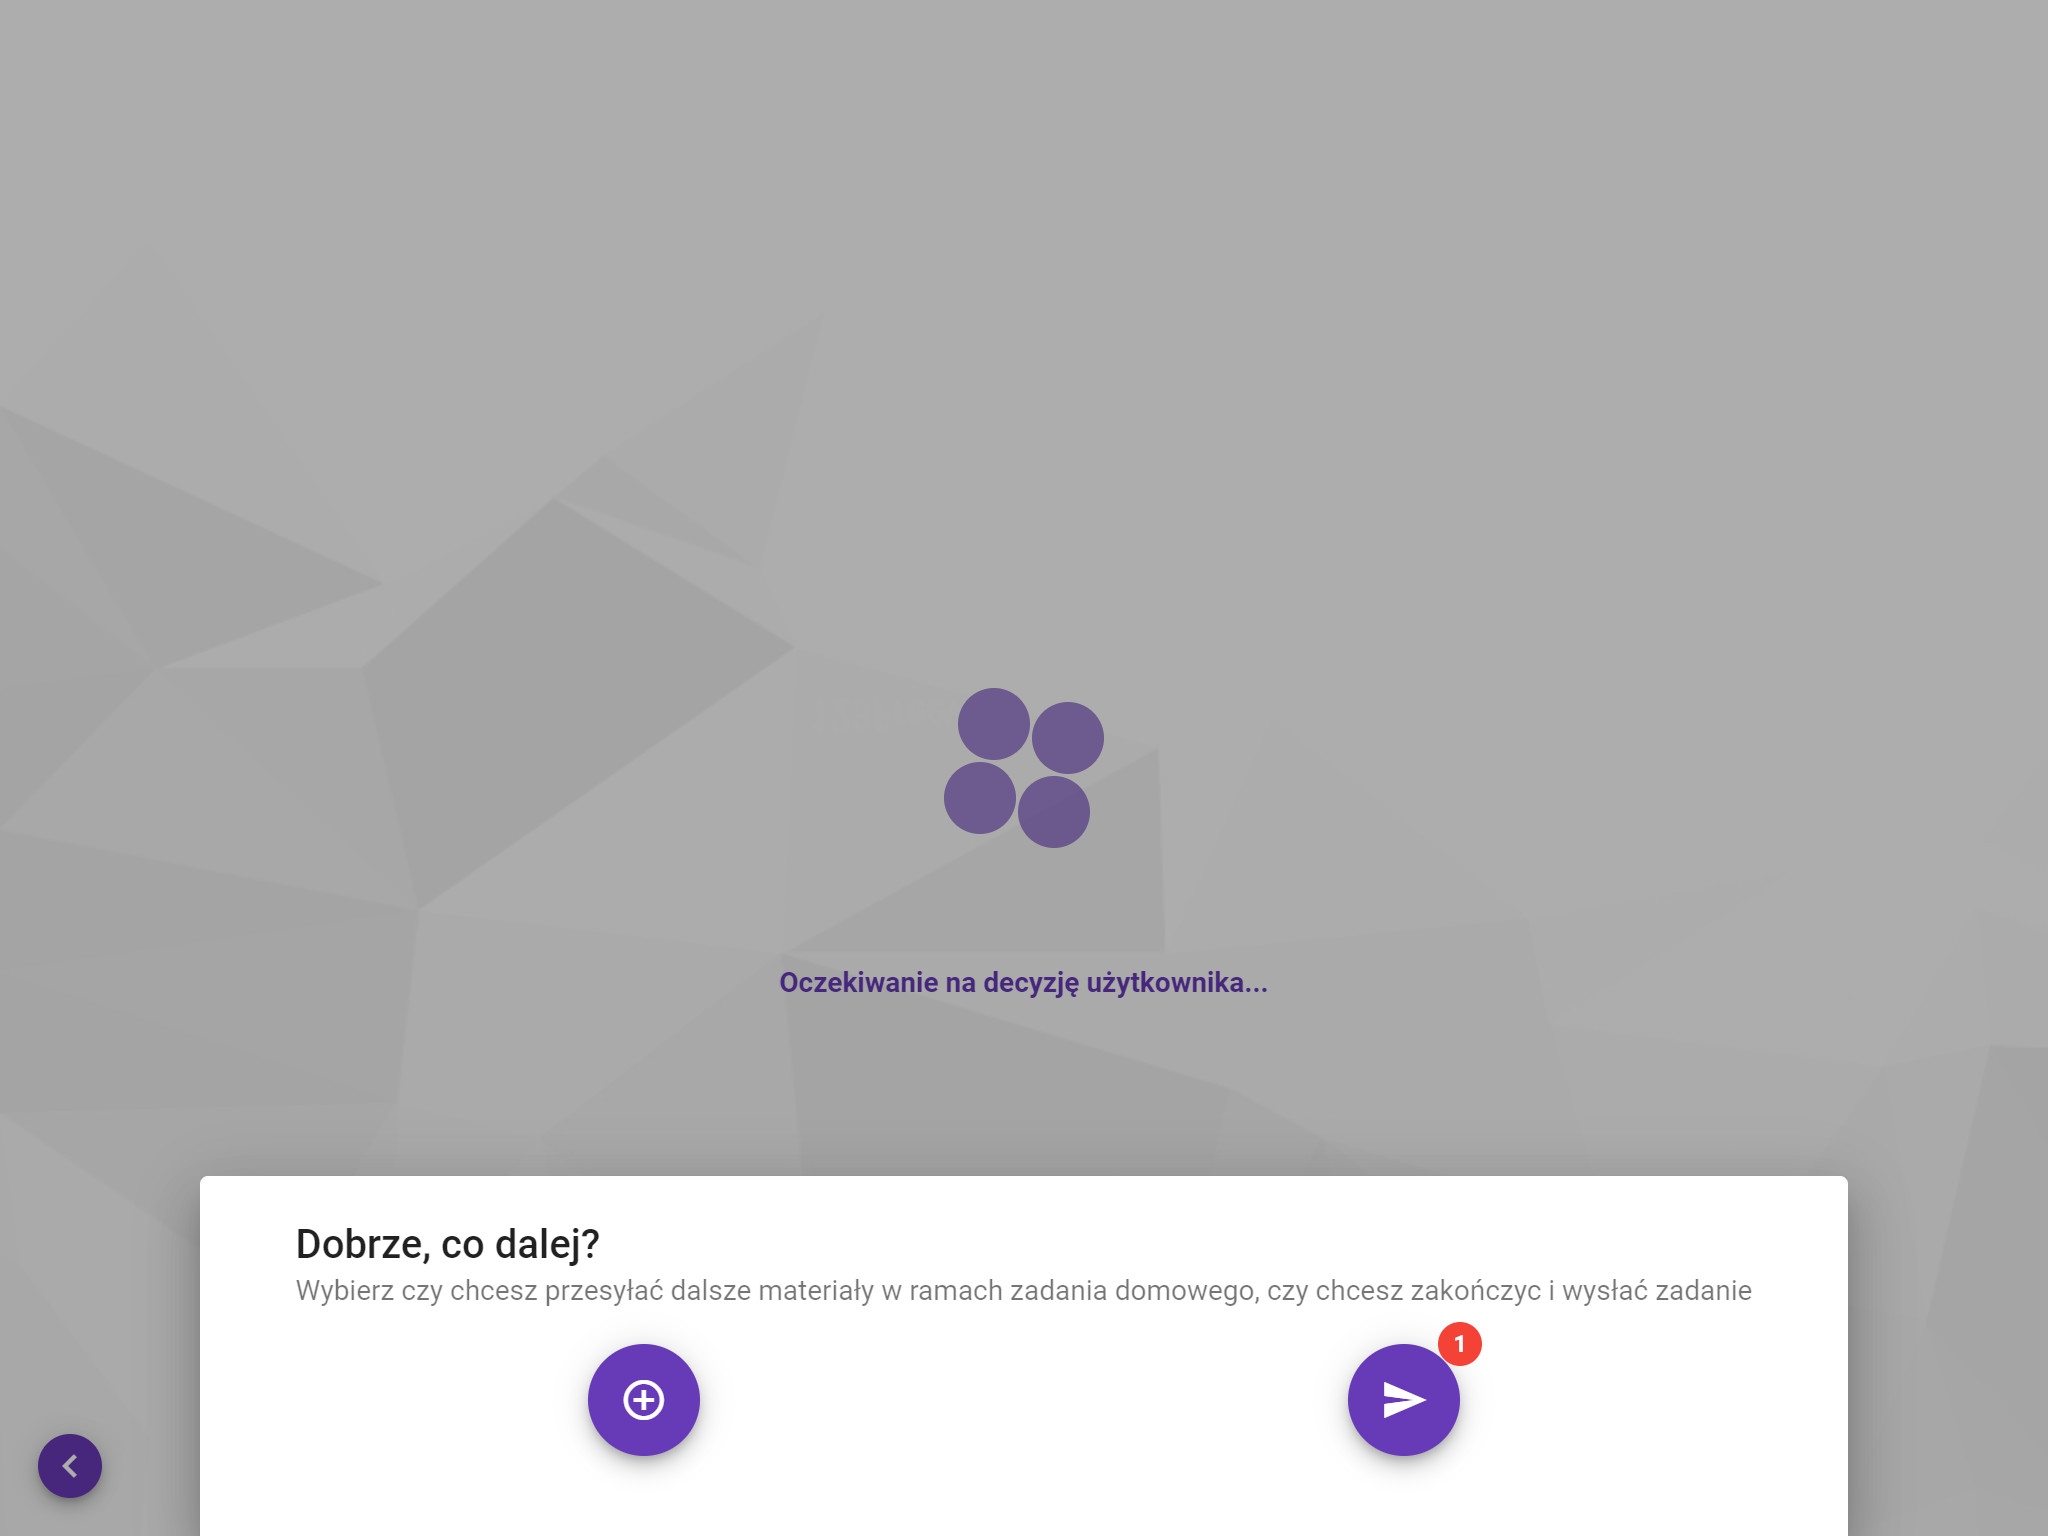 Oczekiwanie na decyzję użytkownika...
Dobrze, co dalej?
Wybierz czy chcesz przesyłać dalsze materiały w ramach zadania domowego, czy chcesz zakończyc i wysłać zadanie
1